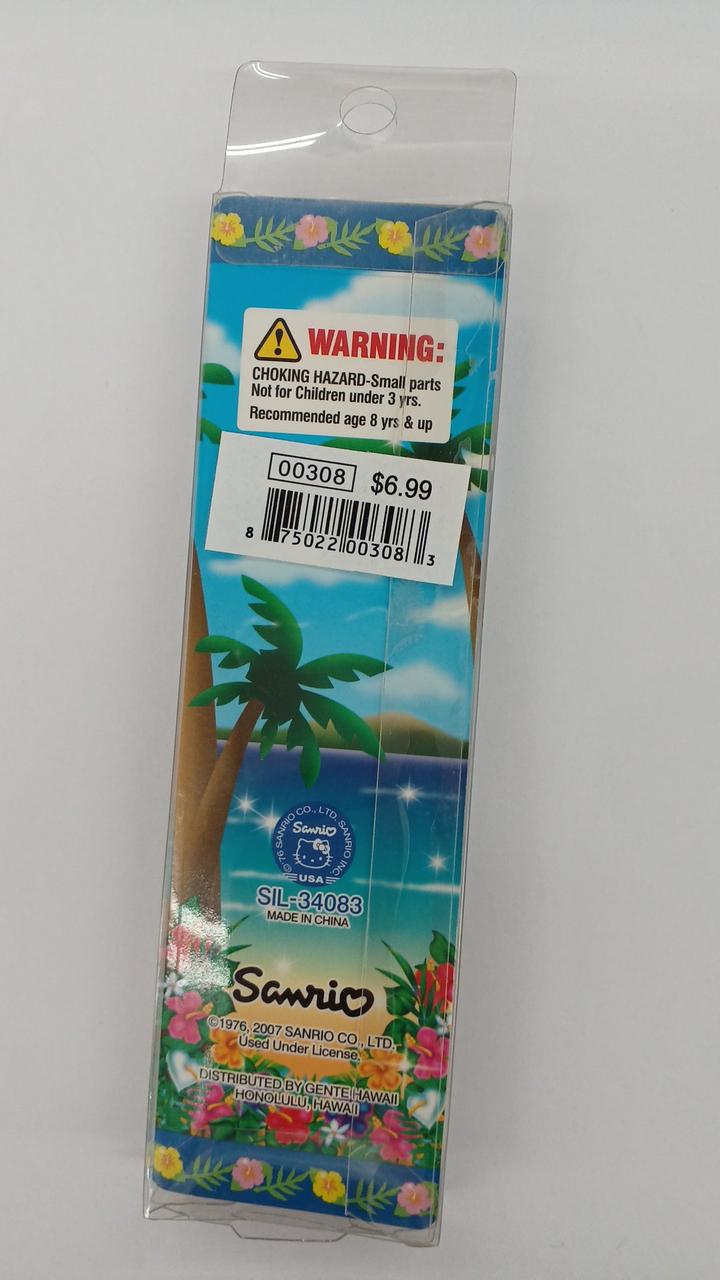 WARNING:
CHOKING HAZARD-Small parts
Not for Children under 3 yrs.
Recommended age 8 yrs & up
00308 $6.99
8 75022 00308 3
©'76 SANRIO CO., LTD. SANRIO INC.
Sanrio
USA
SIL-34083
MADE IN CHINA
Sanrio
©1976, 2007 SANRIO CO., LTD.
Used Under License.
DISTRIBUTED BY GENTE HAWAII
HONOLULU, HAWAII